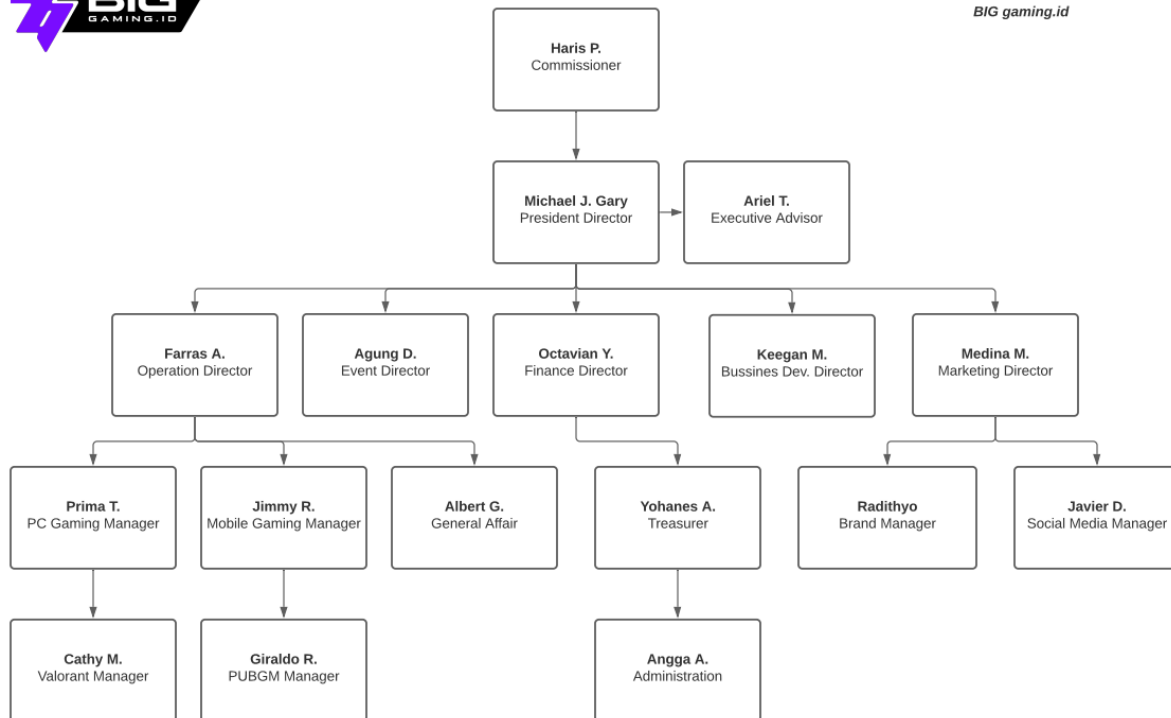 BIG
GAMING.ID
BIG gaming.id
Haris P.
Commissioner
Michael J. Gary
President Director
Ariel T.
Executive Advisor
Farras A.
Operation Director
Agung D.
Event Director
Octavian Y.
Finance Director
Keegan M.
Bussines Dev. Director
Medina M.
Marketing Director
Prima T.
PC Gaming Manager
Jimmy R.
Mobile Gaming Manager
Albert G.
General Affair
Yohanes A.
Treasurer
Radithyo
Brand Manager
Javier D.
Social Media Manager
Cathy M.
Valorant Manager
Giraldo R.
PUBGM Manager
Angga A.
Administration